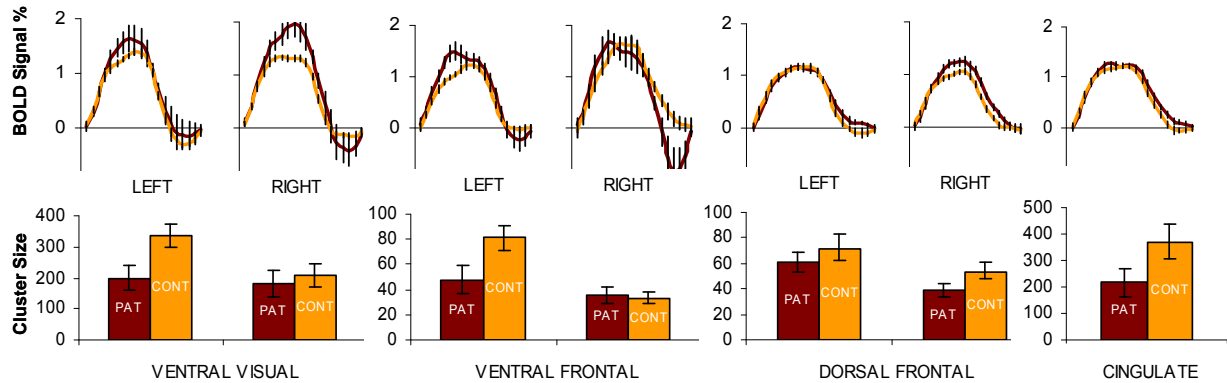 BOLD Signal %
2
1
0
2
1
0
2
1
0
2
1
0
LEFT
RIGHT
LEFT
RIGHT
LEFT
RIGHT
Cluster Size
400
300
200
100
0
PAT
CONT
PAT
CONT
100
80
60
40
20
0
PAT
CONT
PAT
CONT
100
80
60
40
20
0
PAT
CONT
PAT
CONT
500
400
300
200
100
0
PAT
CONT
VENTRAL VISUAL
VENTRAL FRONTAL
DORSAL FRONTAL
CINGULATE